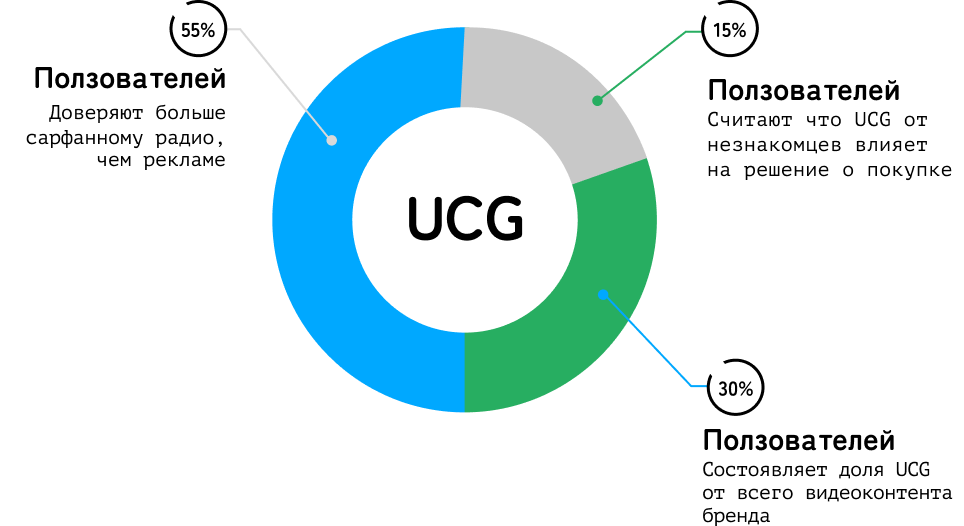 55%
Ползователей
Доверяют больше
сарфанному радио,
чем рекламе
15%
Ползователей
Считают что UCG от
незнакомцев влияет
на решение о покупке
UCG
30%
Ползователей
Состоявляет доля UCG
от всего видеоконтента
бренда